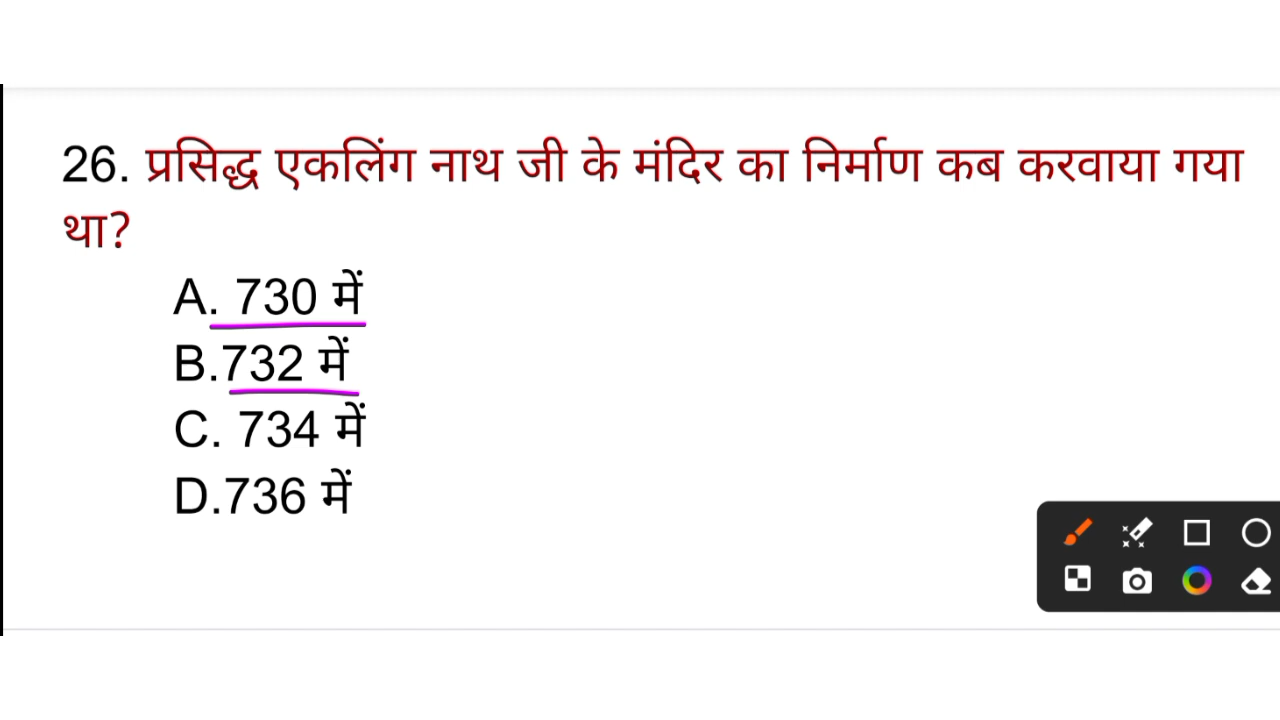 26. प्रसिद्ध एकलिंग नाथ जी के मंदिर का निर्माण कब करवाया गया
था?
A. 730 में
B.732 में
C. 734 में
D.736 में